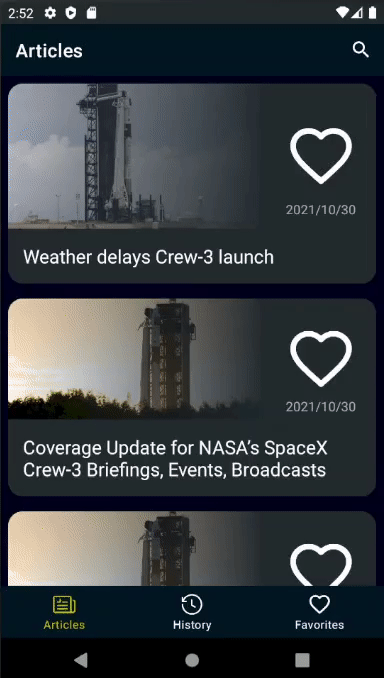 2:52
Articles
2021/10/30
Weather delays Crew-3 launch
2021/10/30
Coverage Update for NASA’s SpaceX
Crew-3 Briefings, Events, Broadcasts
Articles
History
Favorites